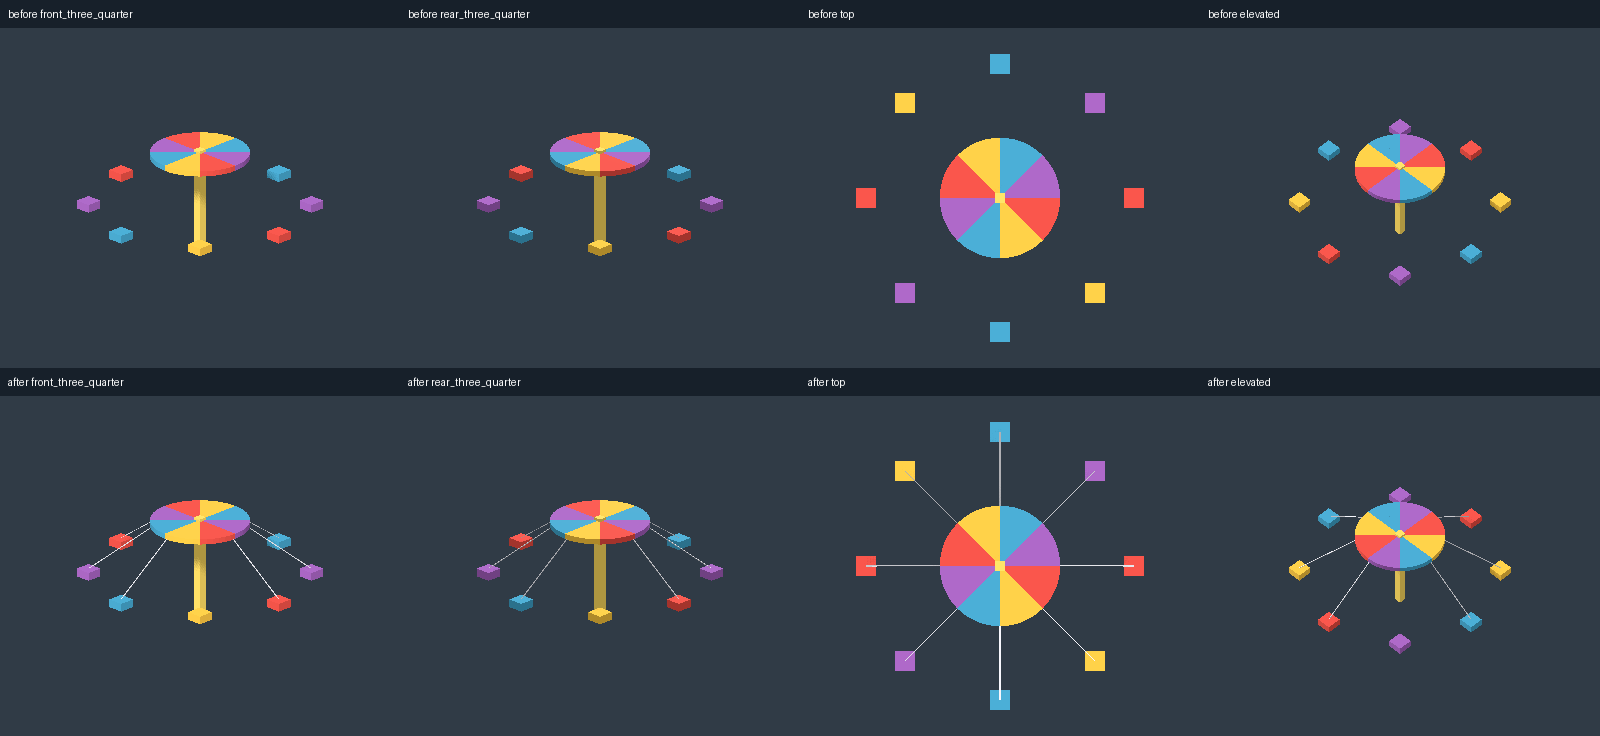 before front_three_quarter
before rear_three_quarter
before top
before elevated
after front_three_quarter
after rear_three_quarter
after top
after elevated